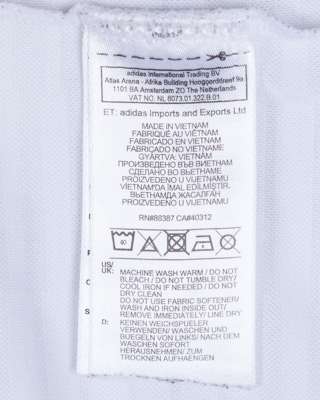 adidas International Trading BV
Atlas Arena - Afrika Building Hoogoorddreef 9a
1101 BA Amsterdam ZO The Netherlands
VAT NO. NL 8073.01.322.B.01
ET: adidas Imports and Exports Ltd
MADE IN VIETNAM
FABRIQUÉ AU VIÊTNAM
FABRICADO EN VIETNAM
FABRICADO NO VIETNAME
GYÁRTVA: VIETNÁM
ПРОИЗВЕДЕНО ВЪВ ВИЕТНАМ
СДЕЛАНО ВО ВЬЕТНАМЕ
PROIZVEDENO U VIJETNAMU
VİETNAM'DA İMAL EDİLMİŞTİR.
ВЬЕТНАМДА ЖАСАЛҒАН
PROIZVEDENO U VIJETNAMU
RN#88387 CA#40312
40
US/
UK: MACHINE WASH WARM / DO NOT
BLEACH / DO NOT TUMBLE DRY/
COOL IRON IF NEEDED / DO NOT
DRY CLEAN
DO NOT USE FABRIC SOFTENER/
WASH AND IRON INSIDE OUT/
REMOVE IMMEDIATELY/ LINE DRY
D: KEINEN WEICHSPUELER
VERWENDEN/ WASCHEN UND
BUEGELN VON LINKS/ NACH DEM
WASCHEN SOFORT
HERAUSNEHMEN/ ZUM
TROCKNEN AUFHAENGEN